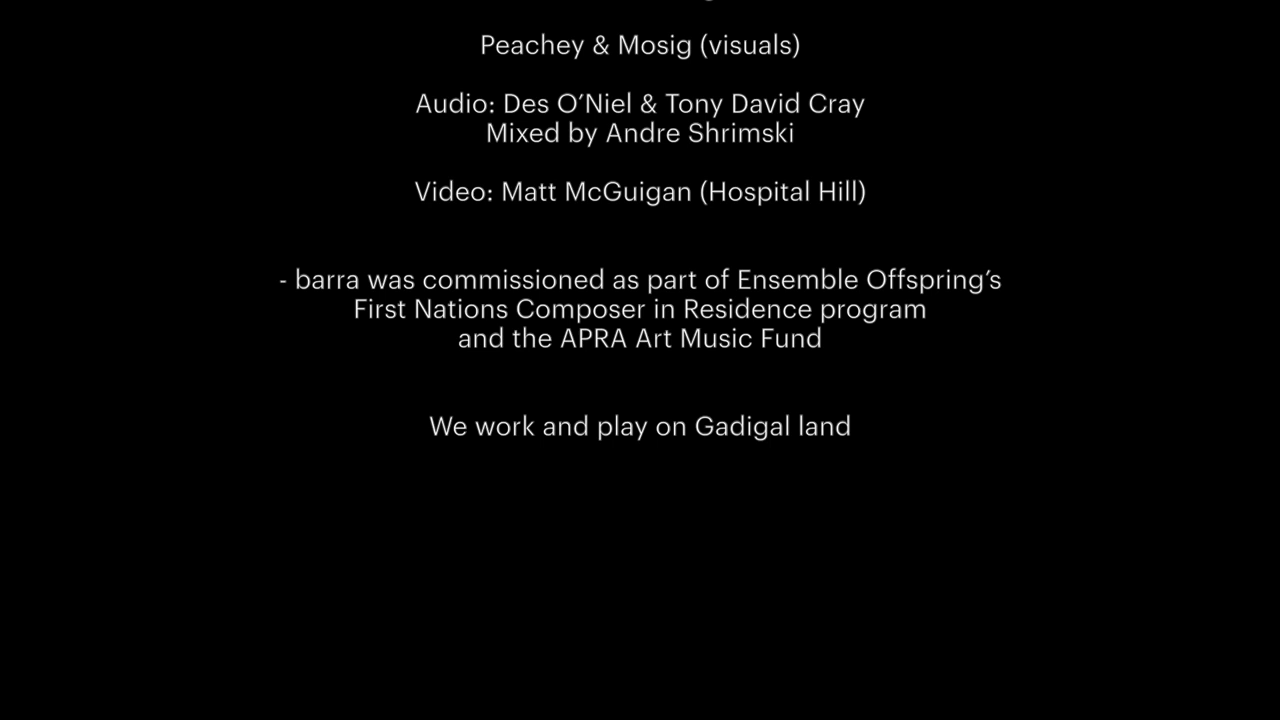 Peachey & Mosig (visuals)
Audio: Des O’Niel & Tony David Cray
Mixed by Andre Shrimski
Video: Matt McGuigan (Hospital Hill)
- barra was commissioned as part of Ensemble Offspring’s
First Nations Composer in Residence program
and the APRA Art Music Fund
We work and play on Gadigal land